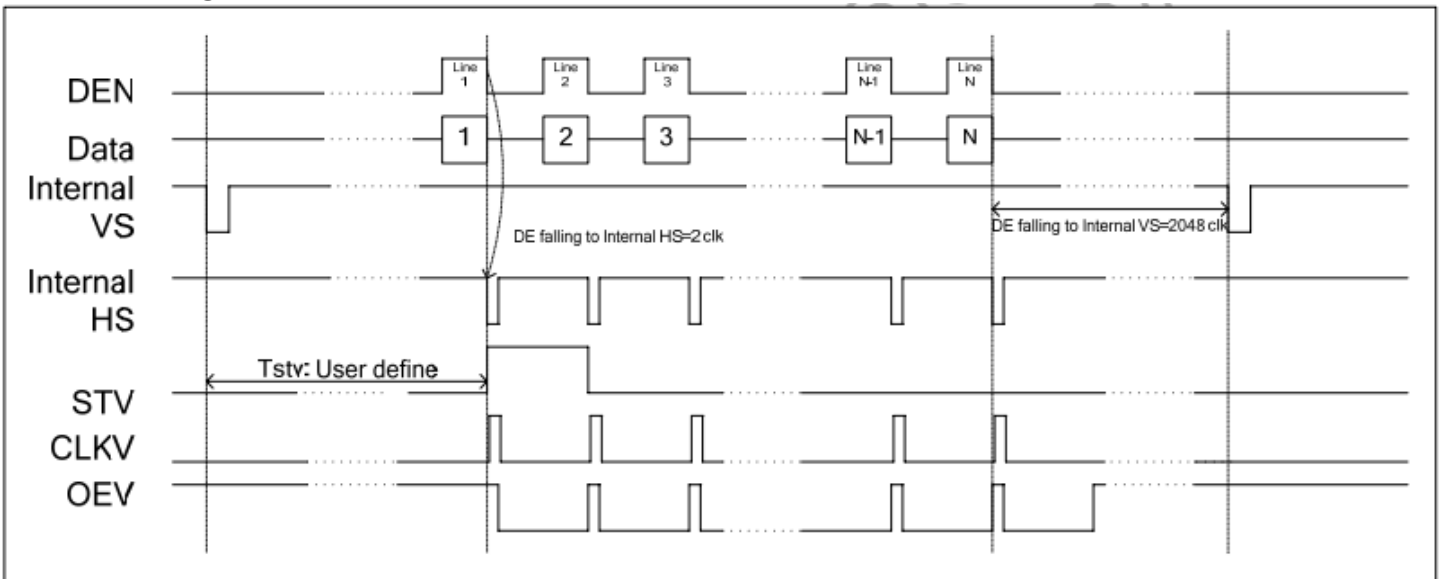 DEN
Line
1
Line
2
Line
3
Line
N-1
Line
N
Data
1
2
3
N-1
N
Internal
VS
DE falling to Internal HS=2 clk
DE falling to Internal VS=2048 clk
Internal
HS
Tstv: User define
STV
CLKV
OEV